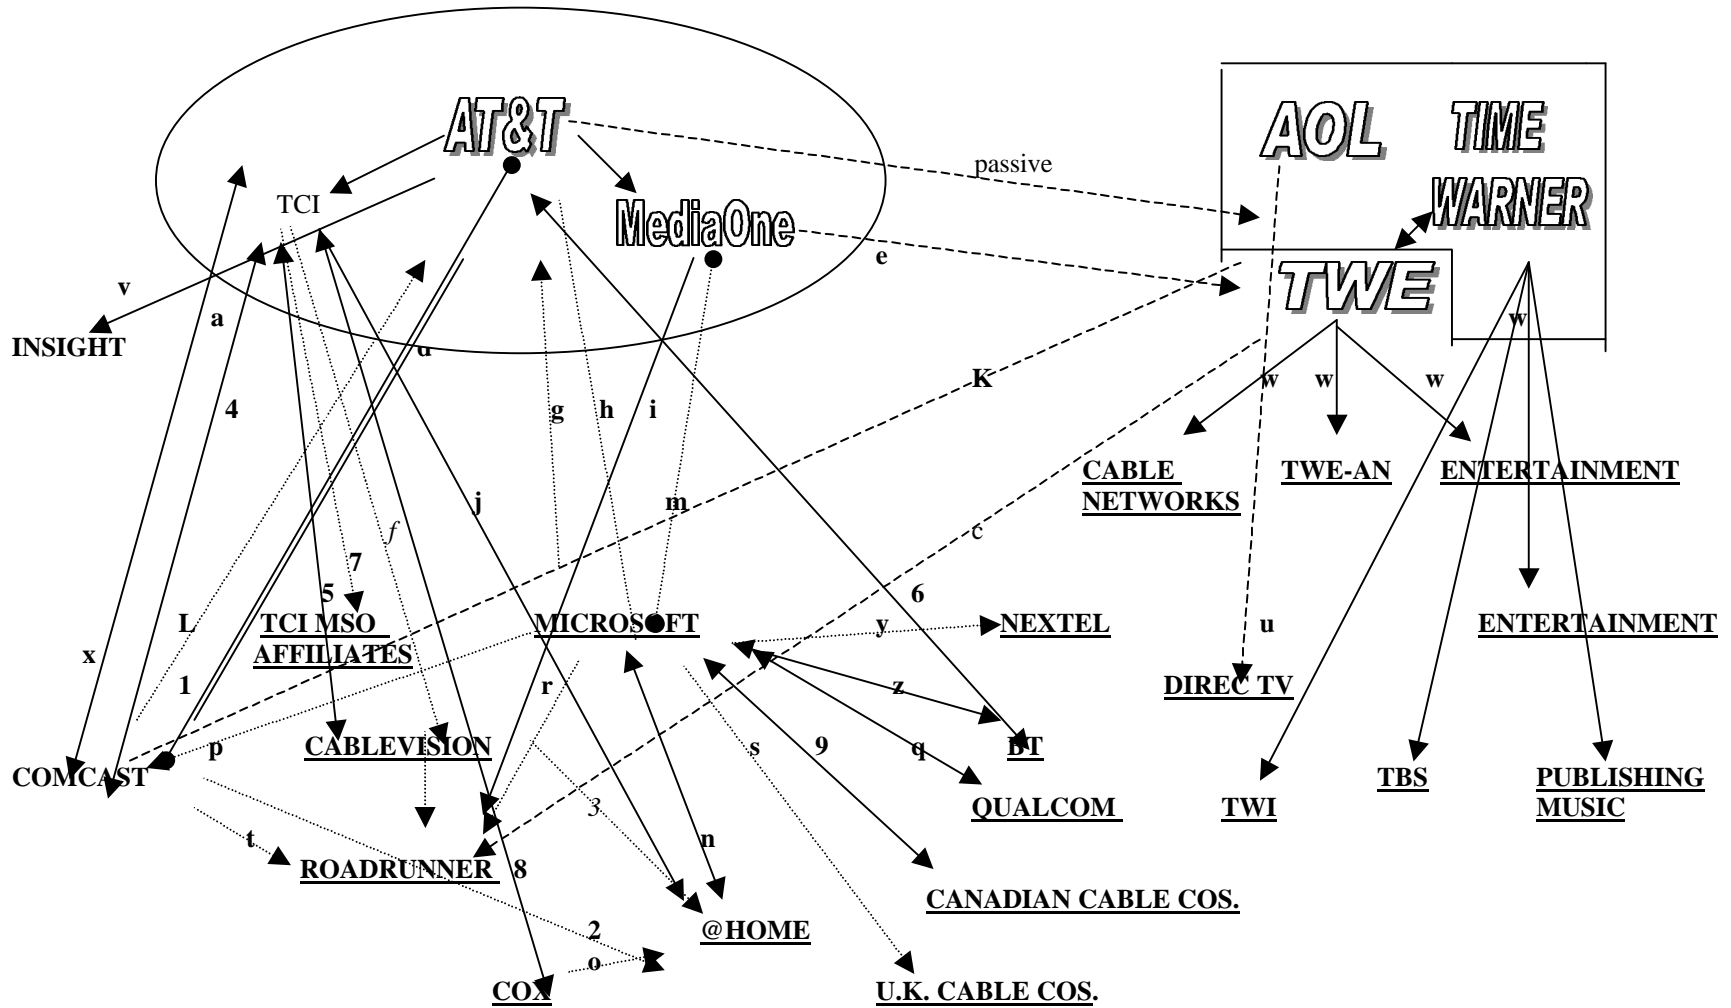 AT&T
AOL
TIME
WARNER
passive
TCI
MediaOne
e
TWE
v
a
w
INSIGHT
d
K
w
w
w
4
g
h
i
CABLE
NETWORKS
TWE-AN
ENTERTAINMENT
j
m
f
c
7
5
6
L
TCI MSO
AFFILIATES
MICROSOFT
y
NEXTEL
u
ENTERTAINMENT
x
1
r
z
DIREC TV
p
CABLEVISION
s
9
q
BT
COMCAST
TBS
PUBLISHING
MUSIC
3
QUALCOM
TWI
t
n
ROADRUNNER
8
CANADIAN CABLE COS.
2
@HOME
o
COX
U.K. CABLE COS.